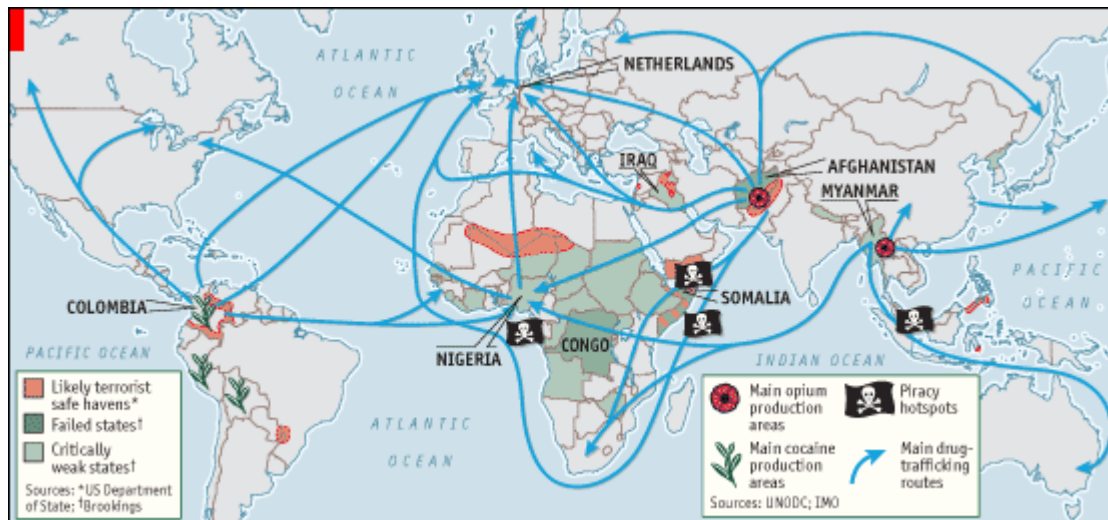 ATLANTIC
OCEAN
NETHERLANDS
IRAQ
AFGHANISTAN
MYANMAR
PACIFIC
OCEAN
COLOMBIA
SOMALIA
NIGERIA
CONGO
PACIFIC OCEAN
INDIAN OCEAN
ATLANTIC
OCEAN
Likely terrorist
safe havens*
Failed states†
Critically
weak states†
Sources: *US Department
of State; †Brookings
Main opium
production
areas
Piracy
hotspots
Main cocaine
production
areas
Main drug-
trafficking
routes
Sources: UNODC; IMO